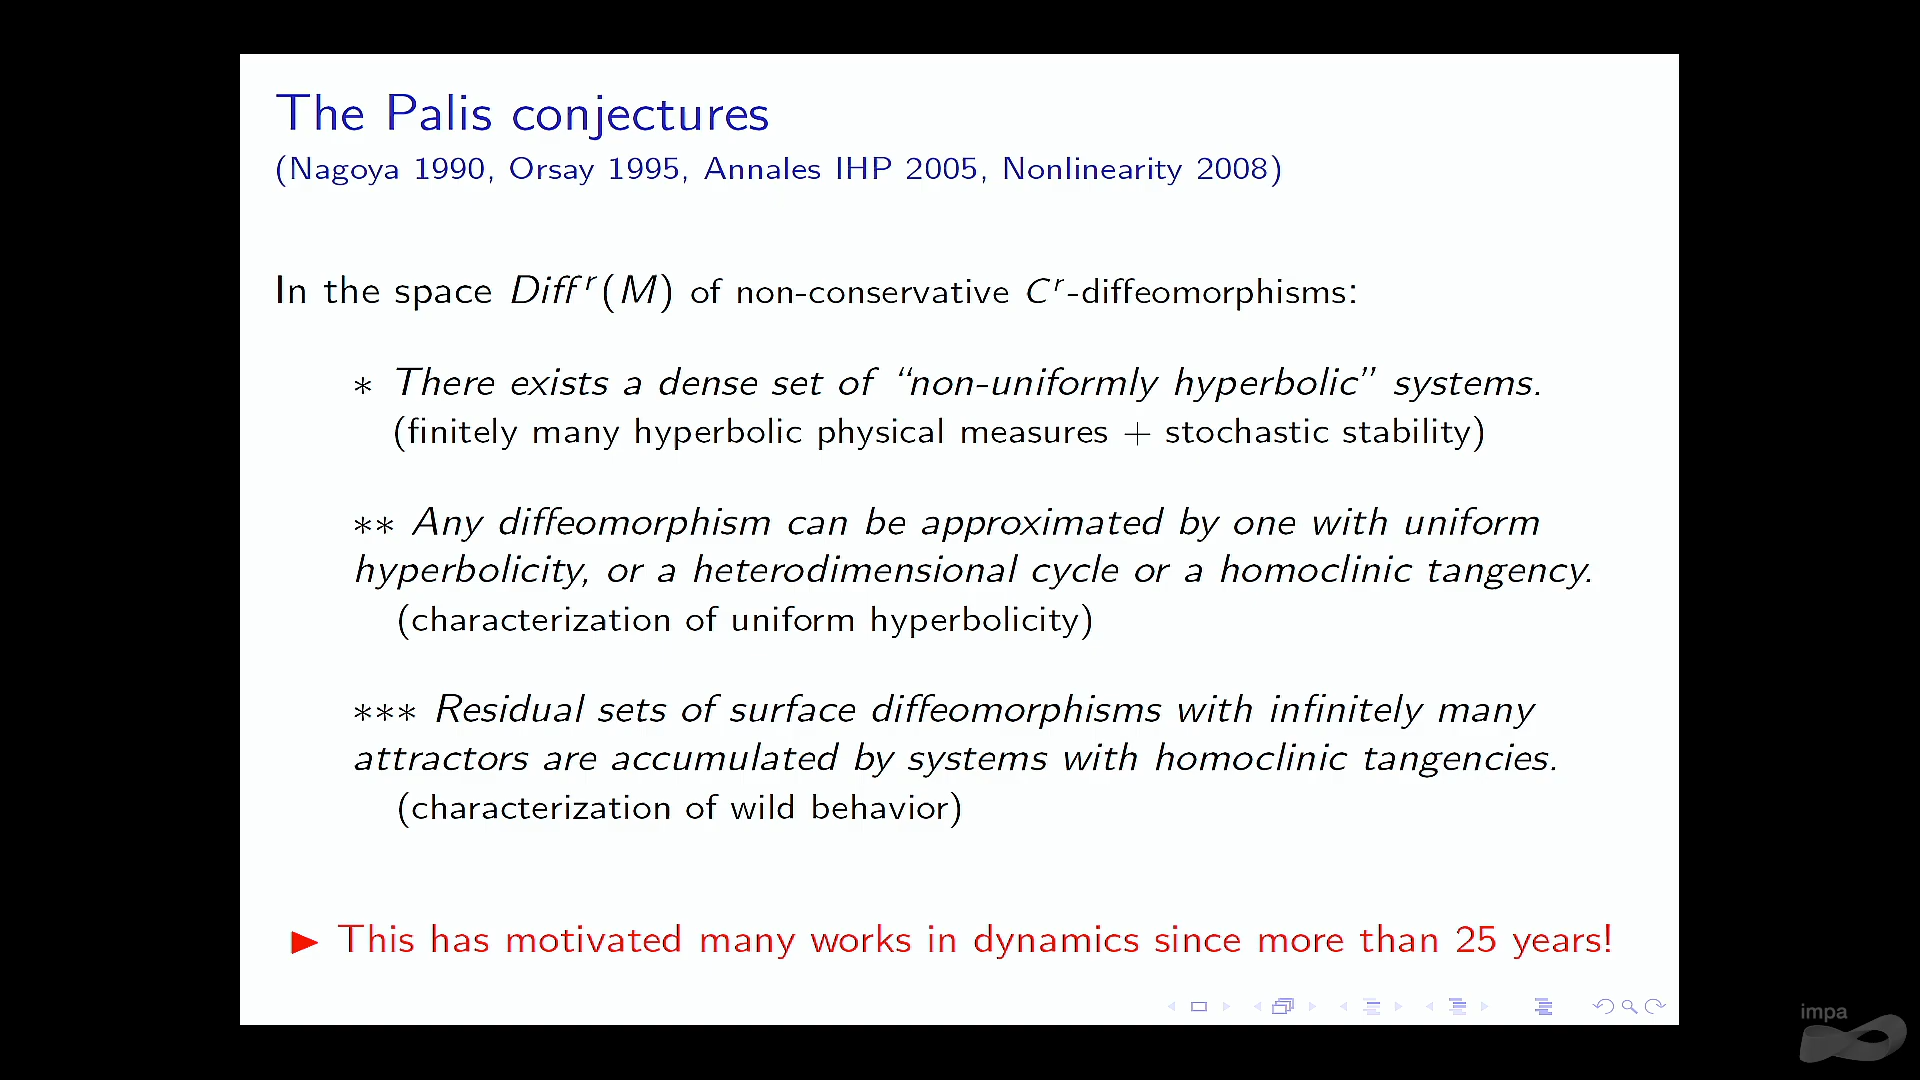 The Palis conjectures
(Nagoya 1990, Orsay 1995, Annales IHP 2005, Nonlinearity 2008)
In the space Diff^r(M) of non-conservative C^r-diffeomorphisms:
* There exists a dense set of “non-uniformly hyperbolic” systems.
(finitely many hyperbolic physical measures + stochastic stability)
** Any diffeomorphism can be approximated by one with uniform
hyperbolicity, or a heterodimensional cycle or a homoclinic tangency.
(characterization of uniform hyperbolicity)
*** Residual sets of surface diffeomorphisms with infinitely many
attractors are accumulated by systems with homoclinic tangencies.
(characterization of wild behavior)
▶ This has motivated many works in dynamics since more than 25 years!
impa